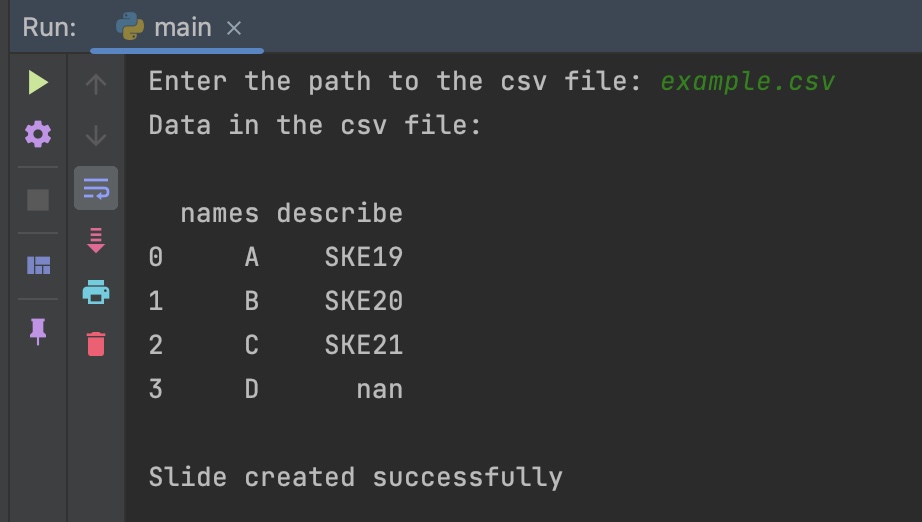 Run: main ×
Enter the path to the csv file: example.csv
Data in the csv file:
names describe
0 A SKE19
1 B SKE20
2 C SKE21
3 D nan
Slide created successfully